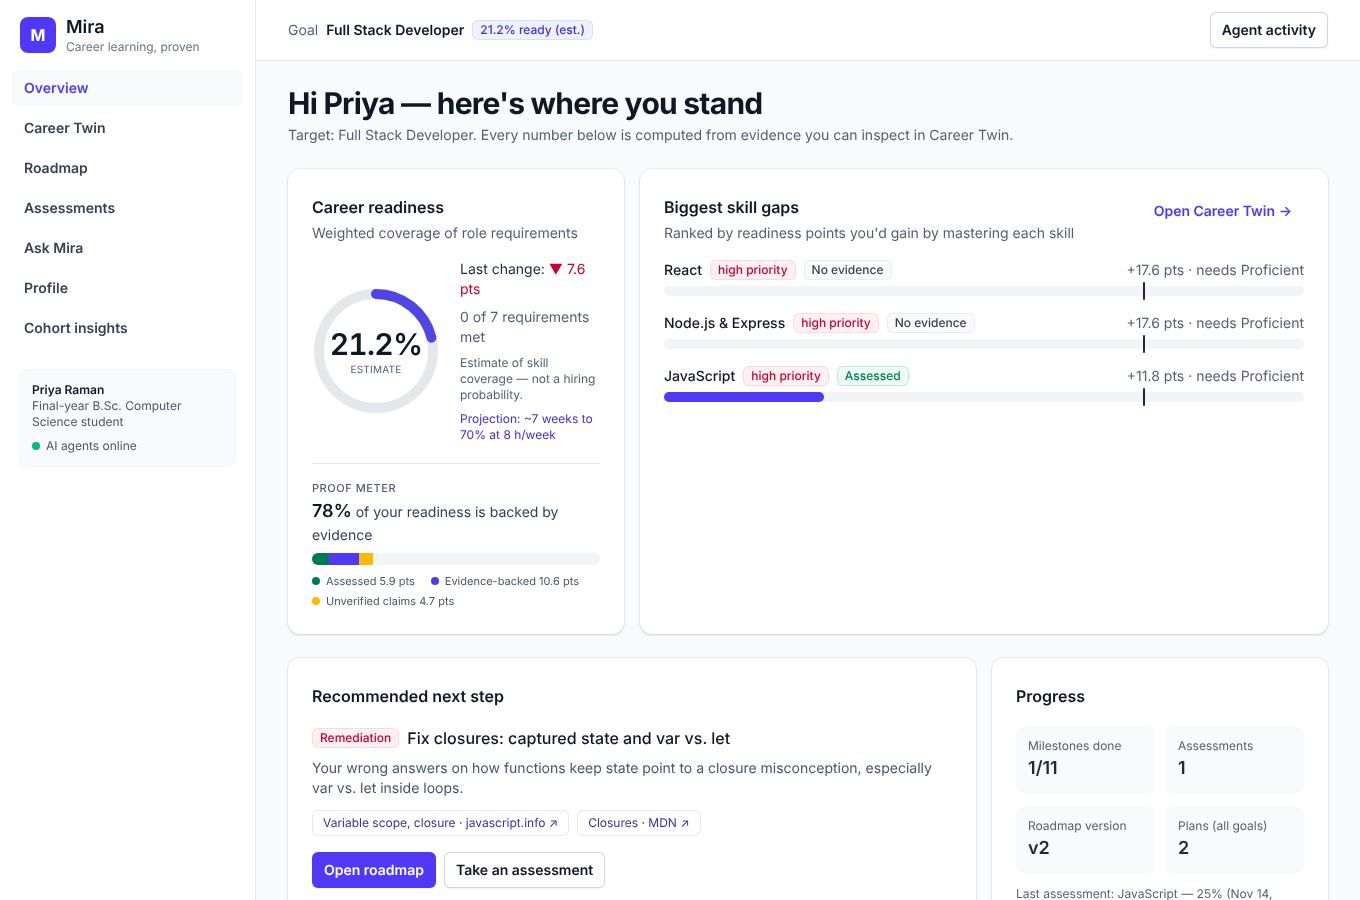 M
Mira
Career learning, proven
Overview
Career Twin
Roadmap
Assessments
Ask Mira
Profile
Cohort insights
Priya Raman
Final-year B.Sc. Computer
Science student
AI agents online
Goal Full Stack Developer 21.2% ready (est.)
Agent activity
Hi Priya — here's where you stand
Target: Full Stack Developer. Every number below is computed from evidence you can inspect in Career Twin.
Career readiness
Weighted coverage of role requirements
21.2%
ESTIMATE
Last change: ▼ 7.6
pts
0 of 7 requirements
met
Estimate of skill
coverage — not a hiring
probability.
Projection: ~7 weeks to
70% at 8 h/week
PROOF METER
78% of your readiness is backed by
evidence
Assessed 5.9 pts Evidence-backed 10.6 pts
Unverified claims 4.7 pts
Biggest skill gaps
Open Career Twin →
Ranked by readiness points you'd gain by mastering each skill
React high priority No evidence +17.6 pts · needs Proficient
Node.js & Express high priority No evidence +17.6 pts · needs Proficient
JavaScript high priority Assessed +11.8 pts · needs Proficient
Recommended next step
Remediation Fix closures: captured state and var vs. let
Your wrong answers on how functions keep state point to a closure misconception, especially
var vs. let inside loops.
Variable scope, closure · javascript.info ↗ Closures · MDN ↗
Open roadmap Take an assessment
Progress
Milestones done
1/11
Assessments
1
Roadmap version
v2
Plans (all goals)
2
Last assessment: JavaScript — 25% (Nov 14,